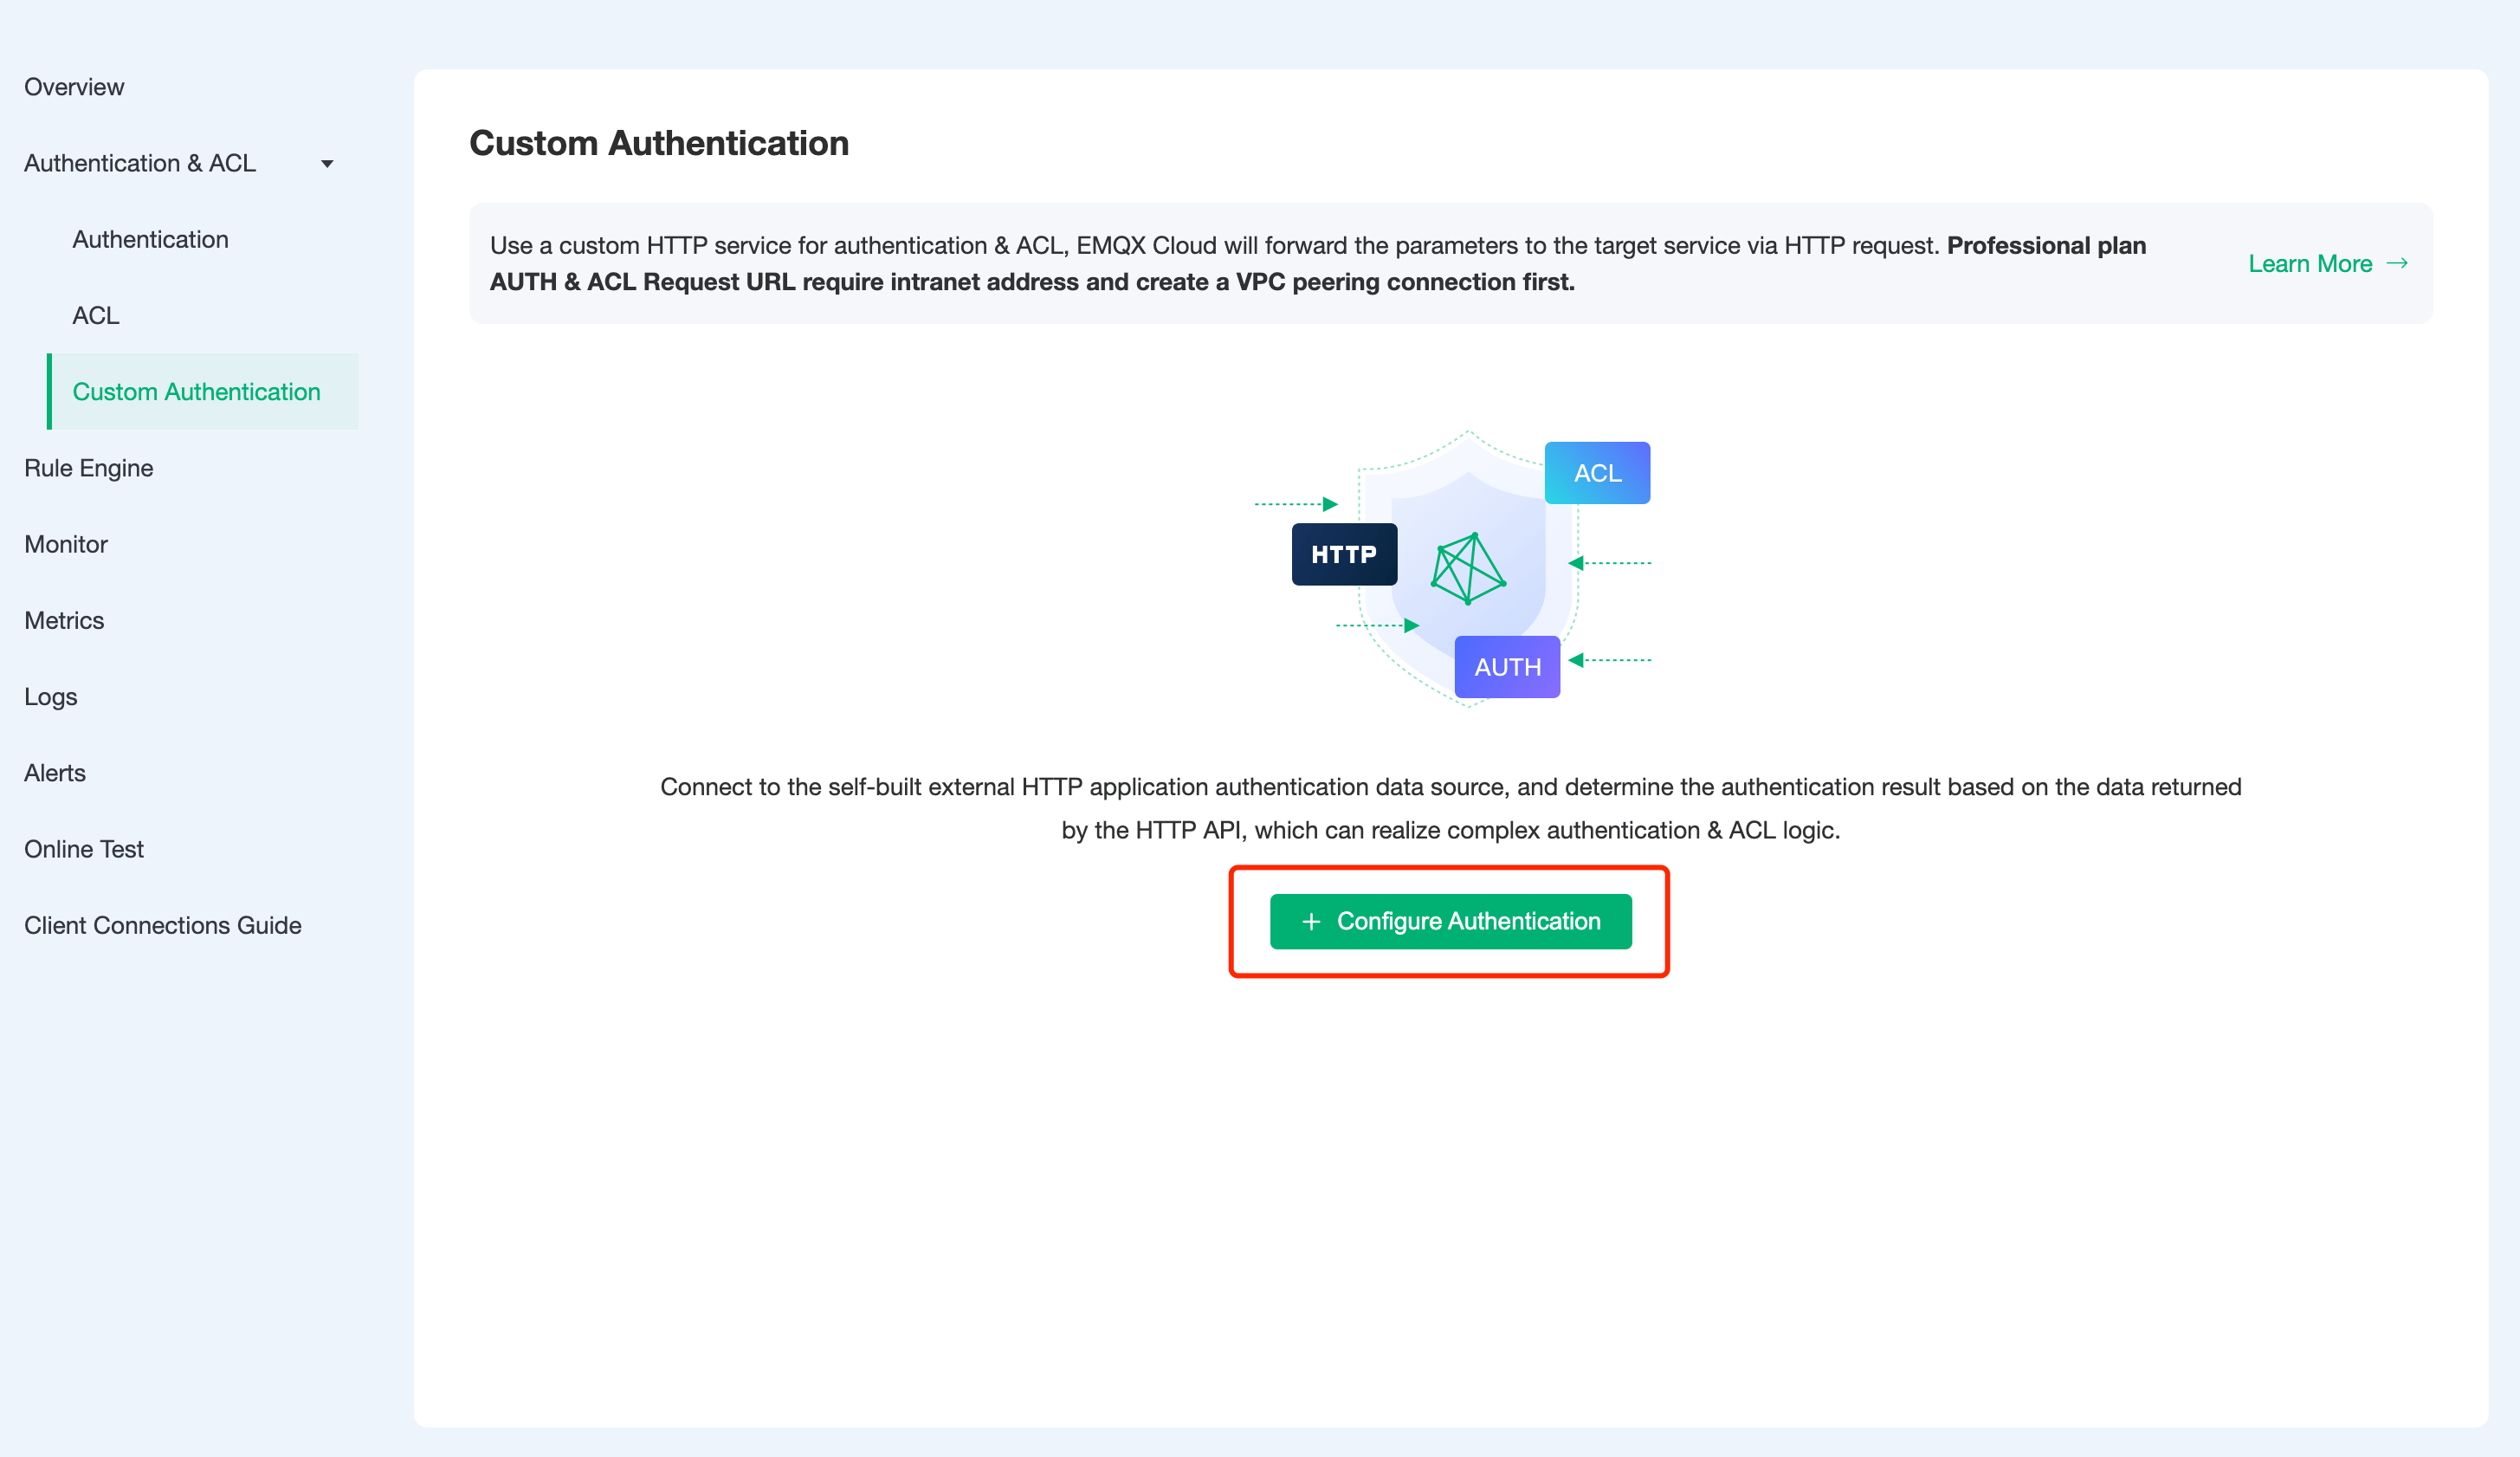 Overview
Authentication & ACL
Authentication
ACL
Custom Authentication
Rule Engine
Monitor
Metrics
Logs
Alerts
Online Test
Client Connections Guide
Custom Authentication
Use a custom HTTP service for authentication & ACL, EMQX Cloud will forward the parameters to the target service via HTTP request. Professional plan
AUTH & ACL Request URL require intranet address and create a VPC peering connection first.
Learn More →
ACL
HTTP
AUTH
Connect to the self-built external HTTP application authentication data source, and determine the authentication result based on the data returned
by the HTTP API, which can realize complex authentication & ACL logic.
+ Configure Authentication